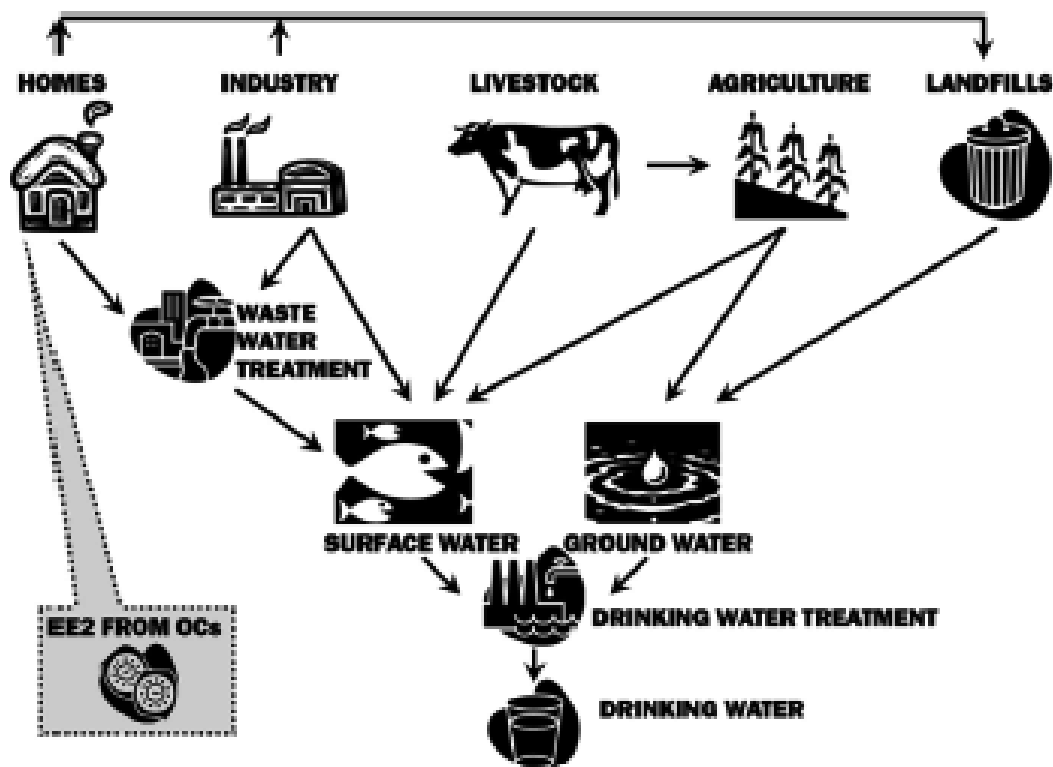 HOMES
INDUSTRY
LIVESTOCK
AGRICULTURE
LANDFILLS
WASTE
WATER
TREATMENT
SURFACE WATER
GROUND WATER
EE2 FROM OCs
DRINKING WATER TREATMENT
DRINKING WATER